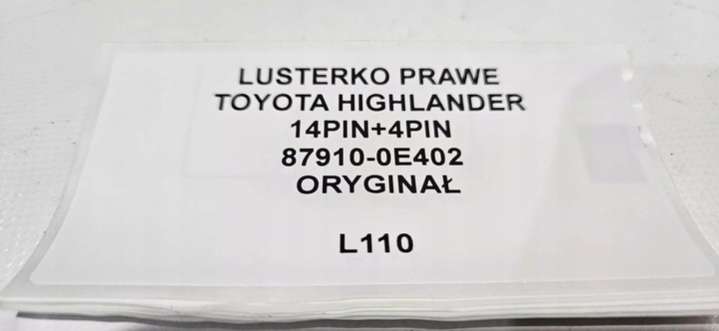 LUSTERKO PRAWE
TOYOTA HIGHLANDER
14PIN+4PIN
87910-0E402
ORYGINAŁ
L110